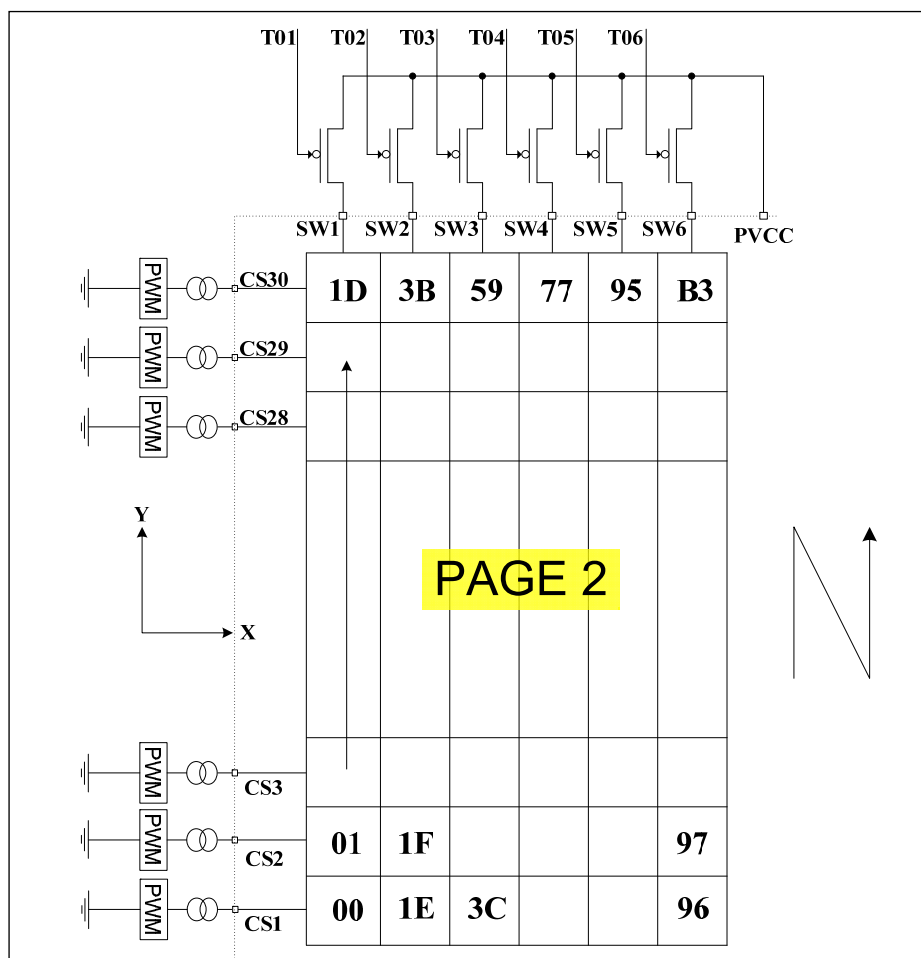 T01 T02 T03 T04 T05 T06
SW1 SW2 SW3 SW4 SW5 SW6 PVCC
PWM CS30 1D 3B 59 77 95 B3
PWM CS29
PWM CS28
Y
PAGE 2
X
PWM CS3
PWM CS2 01 1F 97
PWM CS1 00 1E 3C 96